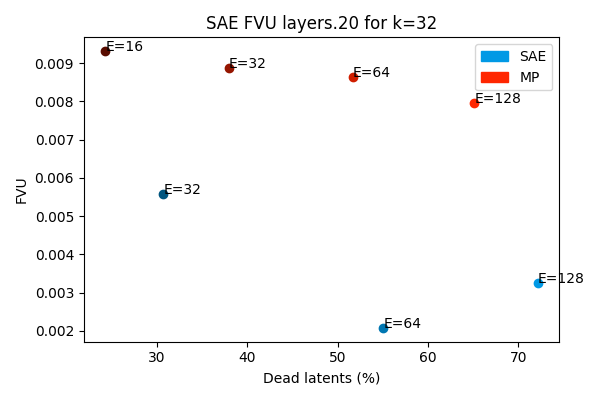 SAE FVU layers.20 for k=32
SAE
MP
E=16
E=32
E=64
E=128
E=32
E=128
E=64
0.009
0.008
0.007
0.006
0.005
0.004
0.003
0.002
FVU
30
40
50
60
70
Dead latents (%)